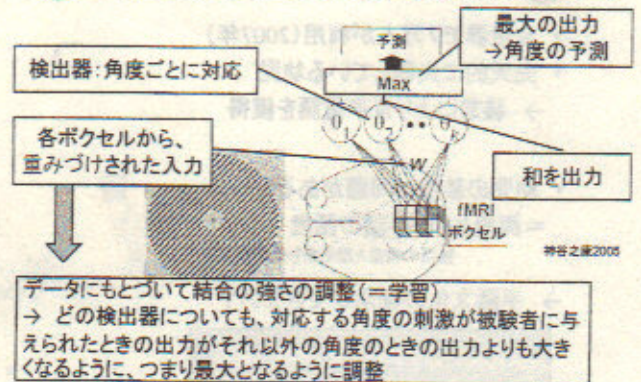 予測
最大の出力
→角度の予測
検出器:角度ごとに対応
Max
θ1 θ2 ・・ θ
各ボクセルから、
重みづけされた入力
W
和を出力
fMRI
ボクセル
神谷之康2005
データにもとづいて結合の強さの調整(=学習)
→ どの検出器についても、対応する角度の刺激が被験者に与
えられたときの出力がそれ以外の角度のときの出力よりも大き
くなるように、つまり最大となるように調整